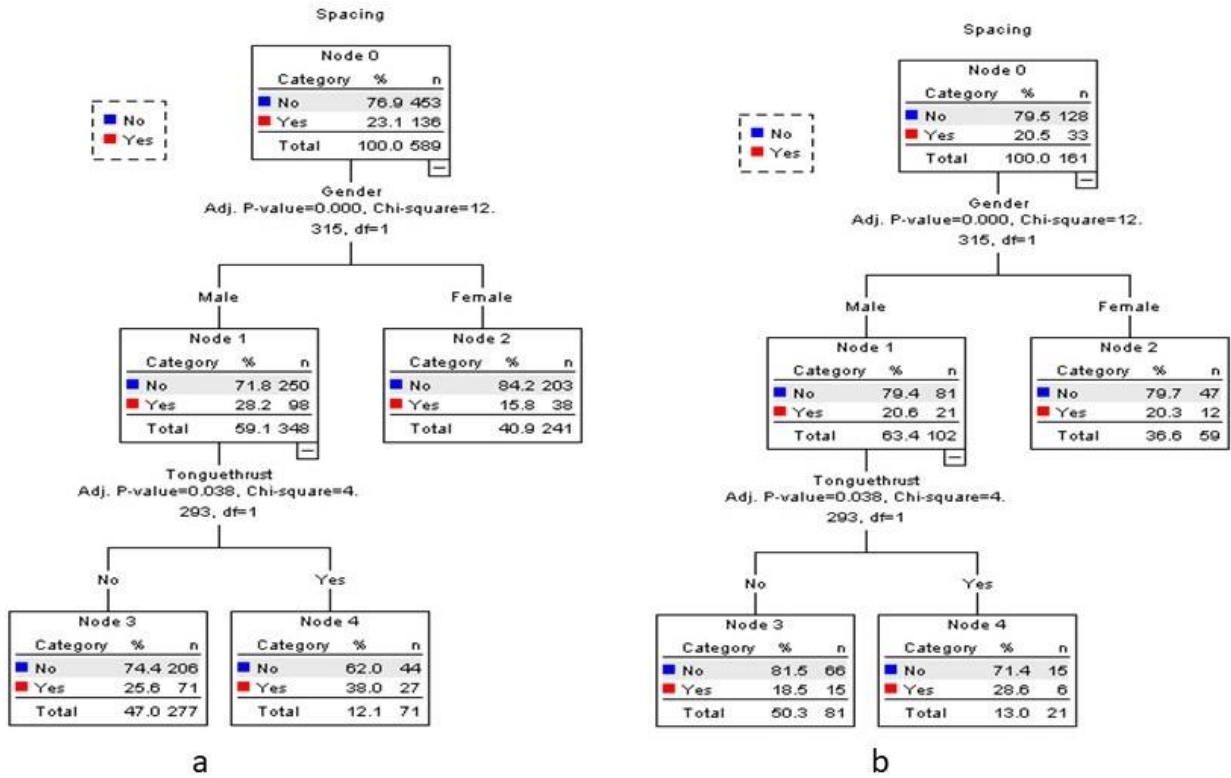 Spacing
Node 0
Category % n
No 76.9 453
Yes 23.1 136
Total 100.0 589
No
Yes
Gender
Adj. P-value=0.000, Chi-square=12.
315, df=1
Male
Female
Node 1
Category % n
No 71.8 250
Yes 28.2 98
Total 59.1 348
Node 2
Category % n
No 84.2 203
Yes 15.8 38
Total 40.9 241
Tonguethrust
Adj. P-value=0.038, Chi-square=4.
293, df=1
No
Yes
Node 3
Category % n
No 74.4 206
Yes 25.6 71
Total 47.0 277
Node 4
Category % n
No 62.0 44
Yes 38.0 27
Total 12.1 71
a
Spacing
Node 0
Category % n
No 79.5 128
Yes 20.5 33
Total 100.0 161
No
Yes
Gender
Adj. P-value=0.000, Chi-square=12.
315, df=1
Male
Female
Node 1
Category % n
No 79.4 81
Yes 20.6 21
Total 63.4 102
Node 2
Category % n
No 79.7 47
Yes 20.3 12
Total 36.6 59
Tonguethrust
Adj. P-value=0.038, Chi-square=4.
293, df=1
No
Yes
Node 3
Category % n
No 81.5 66
Yes 18.5 15
Total 50.3 81
Node 4
Category % n
No 71.4 15
Yes 28.6 6
Total 13.0 21
b